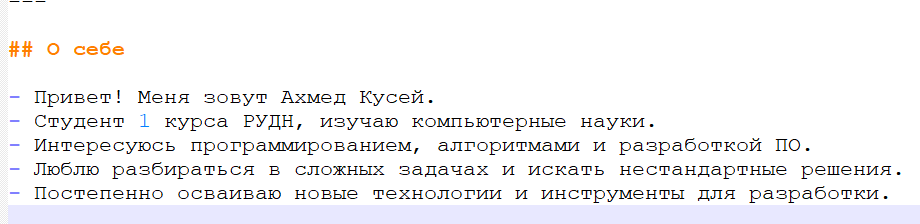 ---
## О себе
- Привет! Меня зовут Ахмед Кусей.
- Студент 1 курса РУДН, изучаю компьютерные науки.
- Интересуюсь программированием, алгоритмами и разработкой ПО.
- Люблю разбираться в сложных задачах и искать нестандартные решения.
- Постепенно осваиваю новые технологии и инструменты для разработки.